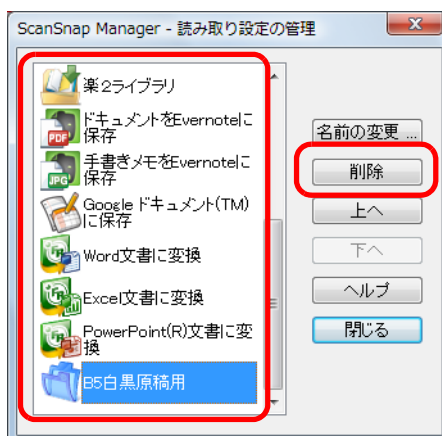 ScanSnap Manager - 読み取り設定の管理
楽2ライブラリ
ドキュメントをEvernoteに
保存
手書きメモをEvernoteに
保存
Google ドキュメント(TM)
に保存
Word文書に変換
Excel文書に変換
PowerPoint(R)文書に変
換
B5白黒原稿用
名前の変更 ...
削除
上へ
下へ
ヘルプ
閉じる
PDF
JPG